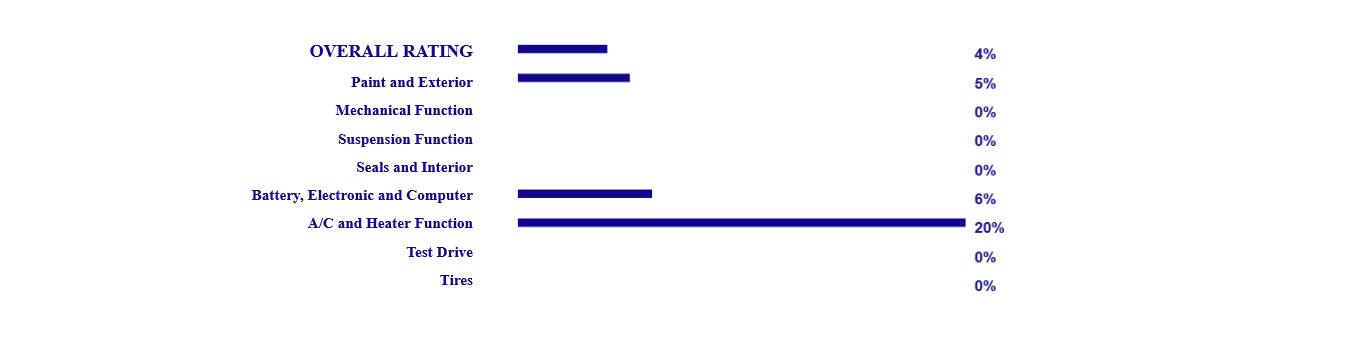 OVERALL RATING 4%
Paint and Exterior 5%
Mechanical Function 0%
Suspension Function 0%
Seals and Interior 0%
Battery, Electronic and Computer 6%
A/C and Heater Function 20%
Test Drive 0%
Tires 0%